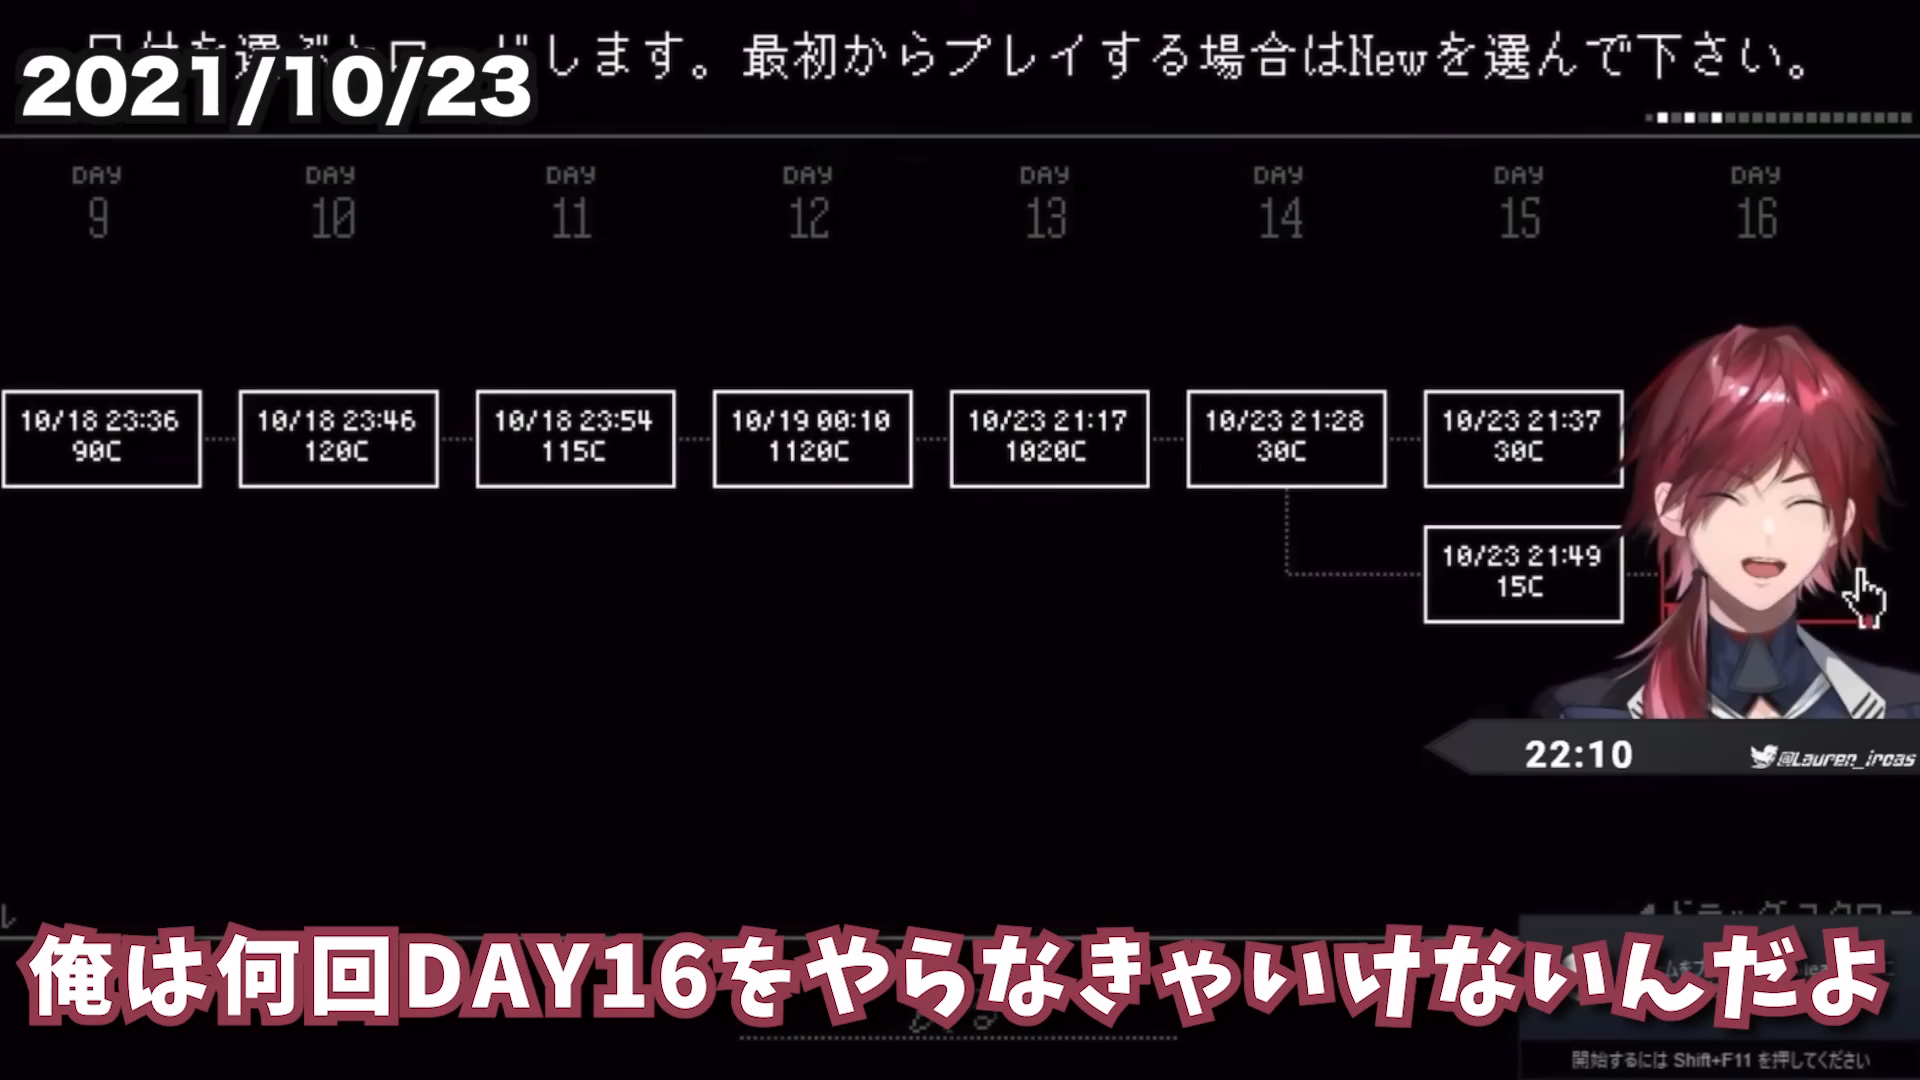 2021/10/23
します。最初からプレイする場合はNewを選んで下さい。
DAY 9
DAY 10
DAY 11
DAY 12
DAY 13
DAY 14
DAY 15
DAY 16
10/18 23:36
90C
10/18 23:46
120C
10/18 23:54
115C
10/19 00:10
1120C
10/23 21:17
1020C
10/23 21:28
30C
10/23 21:37
30C
10/23 21:49
15C
22:10
@Lauren_iroas
俺は何回DAY16をやらなきゃいけないんだよ
開始するには Shift+F11 を押してください